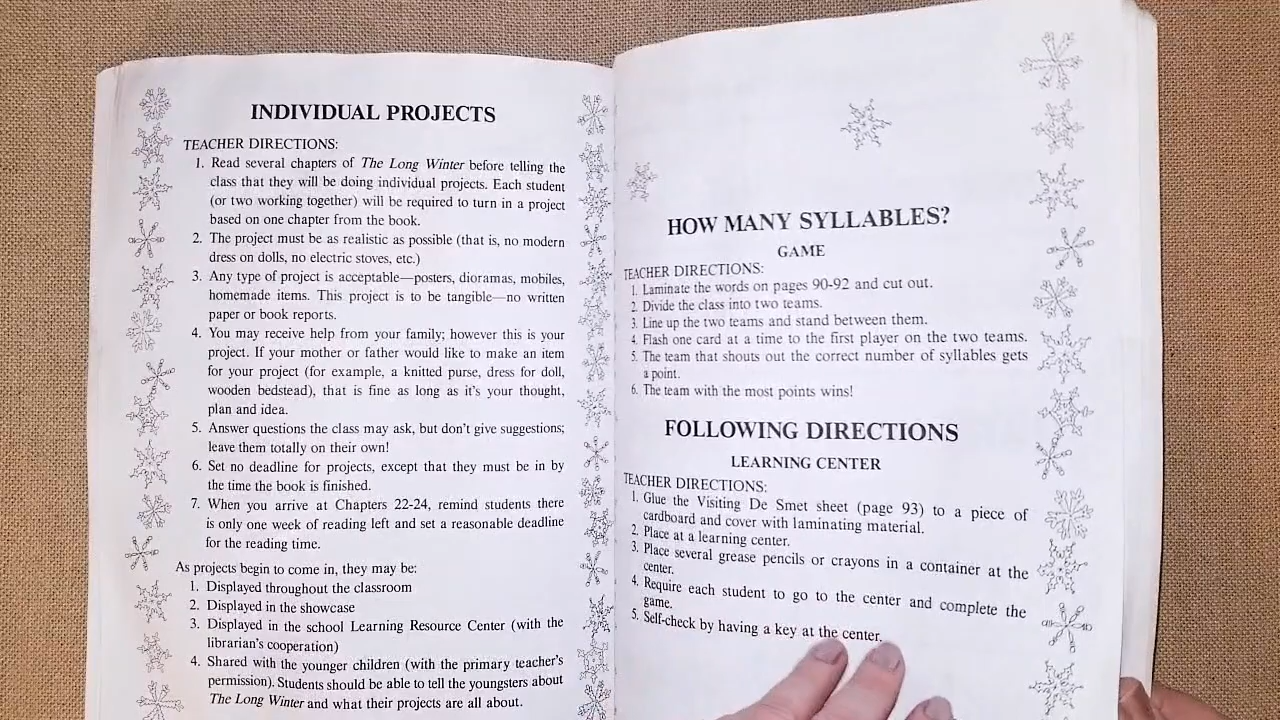 INDIVIDUAL PROJECTS
TEACHER DIRECTIONS:
1. Read several chapters of The Long Winter before telling the
class that they will be doing individual projects. Each student
(or two working together) will be required to turn in a project
based on one chapter from the book.
2. The project must be as realistic as possible (that is, no modern
dress on dolls, no electric stoves, etc.)
3. Any type of project is acceptable—posters, dioramas, mobiles,
homemade items. This project is to be tangible—no written
paper or book reports.
4. You may receive help from your family; however this is your
project. If your mother or father would like to make an item
for your project (for example, a knitted purse, dress for doll,
wooden bedstead), that is fine as long as it's your thought,
plan and idea.
5. Answer questions the class may ask, but don't give suggestions;
leave them totally on their own!
6. Set no deadline for projects, except that they must be in by
the time the book is finished.
7. When you arrive at Chapters 22-24, remind students there
is only one week of reading left and set a reasonable deadline
for the reading time.
As projects begin to come in, they may be:
1. Displayed throughout the classroom
2. Displayed in the showcase
3. Displayed in the school Learning Resource Center (with the
librarian's cooperation)
4. Shared with the younger children (with the primary teacher's
permission). Students should be able to tell the youngsters about
The Long Winter and what their projects are all about.
HOW MANY SYLLABLES?
GAME
TEACHER DIRECTIONS:
1. Laminate the words on pages 90-92 and cut out.
2. Divide the class into two teams.
3. Line up the two teams and stand between them.
4. Flash one card at a time to the first player on the two teams.
5. The team that shouts out the correct number of syllables gets
a point.
6. The team with the most points wins!
FOLLOWING DIRECTIONS
LEARNING CENTER
TEACHER DIRECTIONS:
1. Glue the Visiting De Smet sheet (page 93) to a piece of
cardboard and cover with laminating material.
2. Place at a learning center.
3. Place several grease pencils or crayons in a container at the
center.
4. Require each student to go to the center and complete the
game.
5. Self-check by having a key at the center.